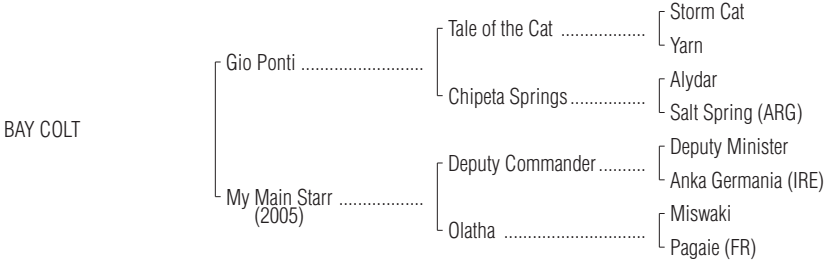 Storm Cat
Tale of the Cat ..................
Yarn
Gio Ponti ..........................
Alydar
Chipeta Springs................
Salt Spring (ARG)
BAY COLT
Deputy Minister
Deputy Commander..........
Anka Germania (IRE)
My Main Starr ..................
(2005)
Miswaki
Olatha ..............................
Pagaie (FR)